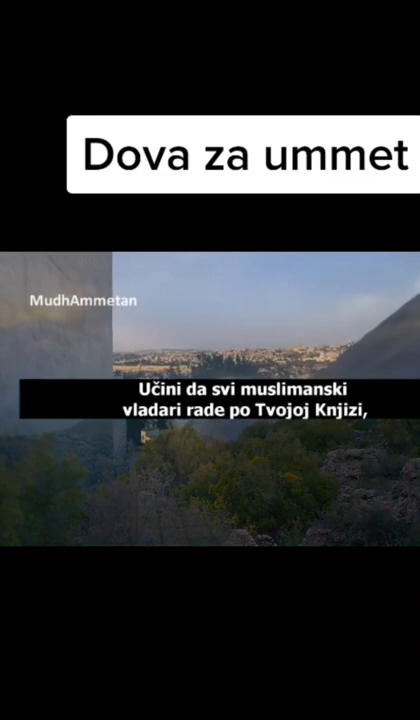 Dova za ummet
MudhAmmetan
Učini da svi muslimanski
vladari rade po Tvojoj Knjizi,